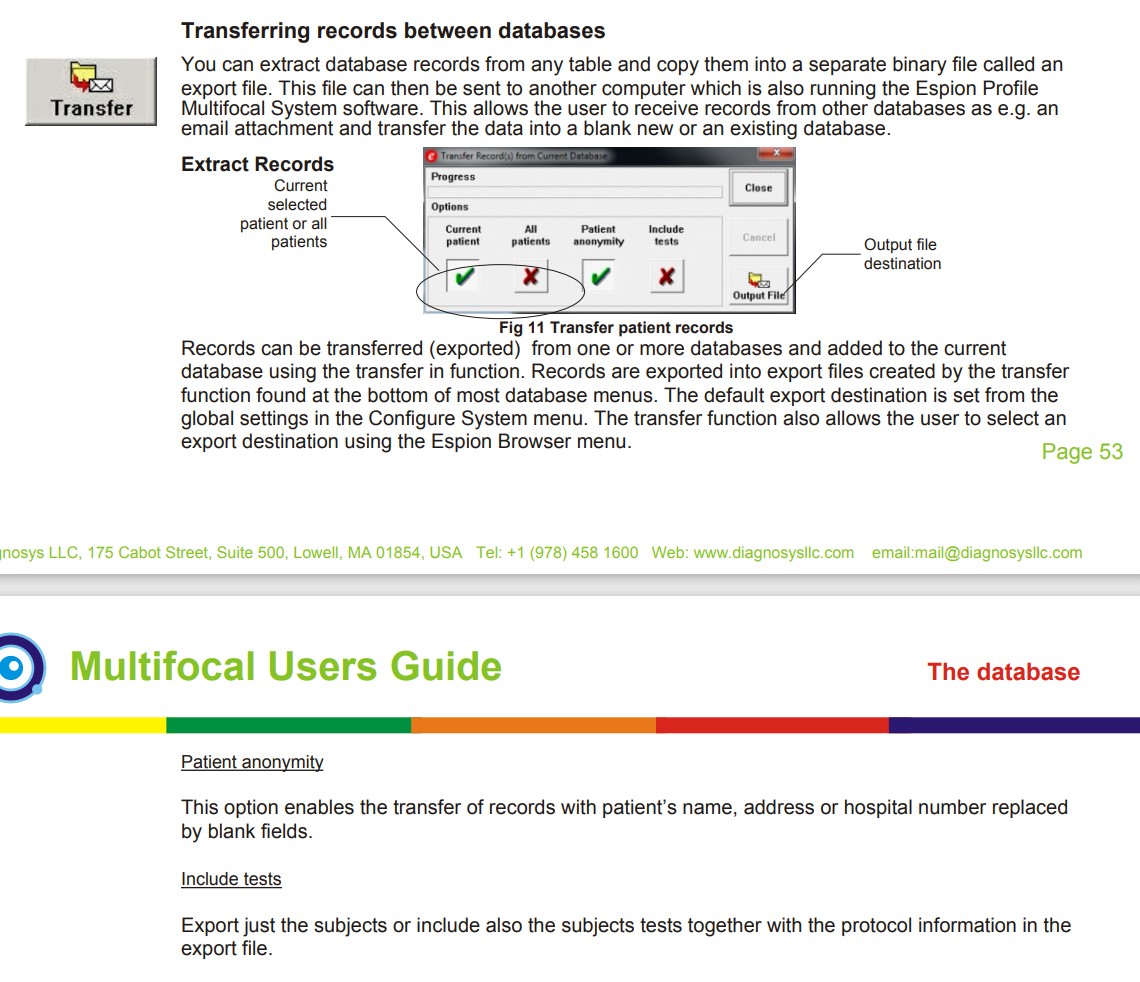 Transferring records between databases
Transfer
You can extract database records from any table and copy them into a separate binary file called an
export file. This file can then be sent to another computer which is also running the Espion Profile
Multifocal System software. This allows the user to receive records from other databases as e.g. an
email attachment and transfer the data into a blank new or an existing database.
Extract Records
Current
selected
patient or all
patients
Transfer Record(s) from Current Database
Progress
Close
Options
Current
patient
All
patients
Patient
anonymity
Include
tests
Cancel
Output File
Output file
destination
Fig 11 Transfer patient records
Records can be transferred (exported)  from one or more databases and added to the current
database using the transfer in function. Records are exported into export files created by the transfer
function found at the bottom of most database menus. The default export destination is set from the
global settings in the Configure System menu. The transfer function also allows the user to select an
export destination using the Espion Browser menu.
Page 53
gnosys LLC, 175 Cabot Street, Suite 500, Lowell, MA 01854, USA   Tel: +1 (978) 458 1600   Web: www.diagnosysllc.com   email:mail@diagnosysllc.com
Multifocal Users Guide
The database
Patient anonymity
This option enables the transfer of records with patient's name, address or hospital number replaced
by blank fields.
Include tests
Export just the subjects or include also the subjects tests together with the protocol information in the
export file.